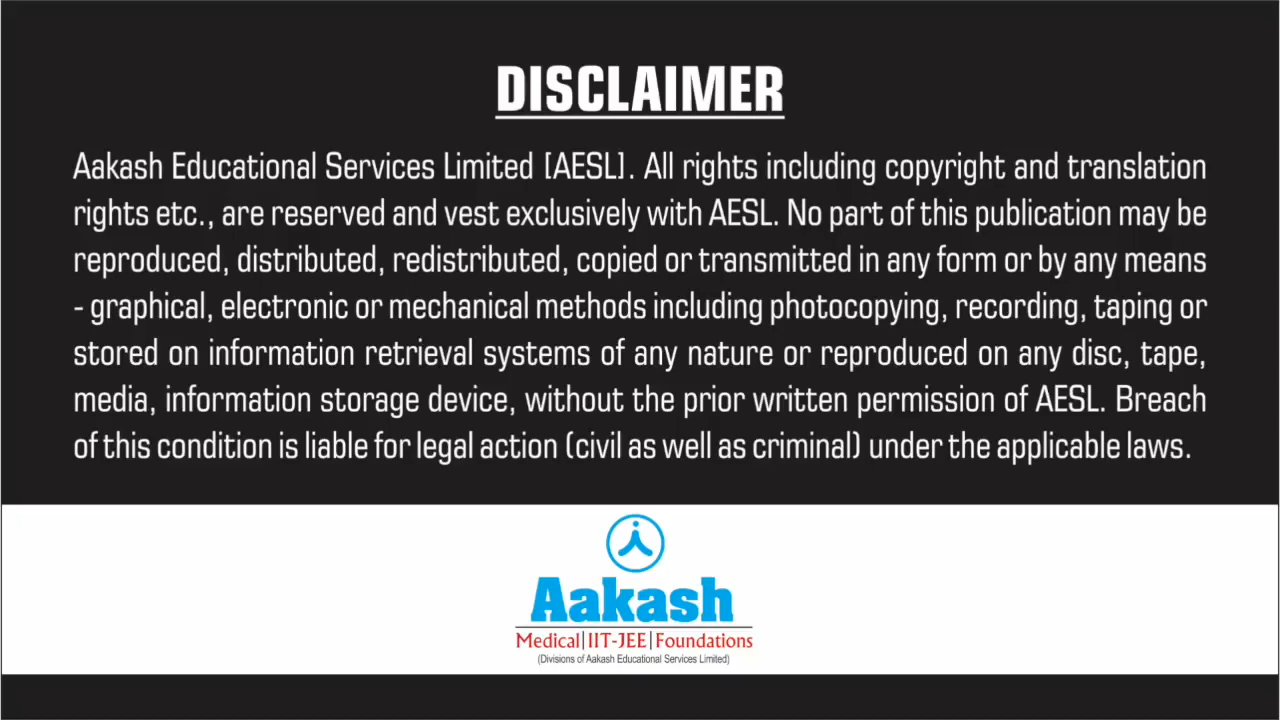 DISCLAIMER
Aakash Educational Services Limited [AESL]. All rights including copyright and translation
rights etc., are reserved and vest exclusively with AESL. No part of this publication may be
reproduced, distributed, redistributed, copied or transmitted in any form or by any means
- graphical, electronic or mechanical methods including photocopying, recording, taping or
stored on information retrieval systems of any nature or reproduced on any disc, tape,
media, information storage device, without the prior written permission of AESL. Breach
of this condition is liable for legal action (civil as well as criminal) under the applicable laws.
Aakash
Medical|IIT-JEE|Foundations
(Divisions of Aakash Educational Services Limited)